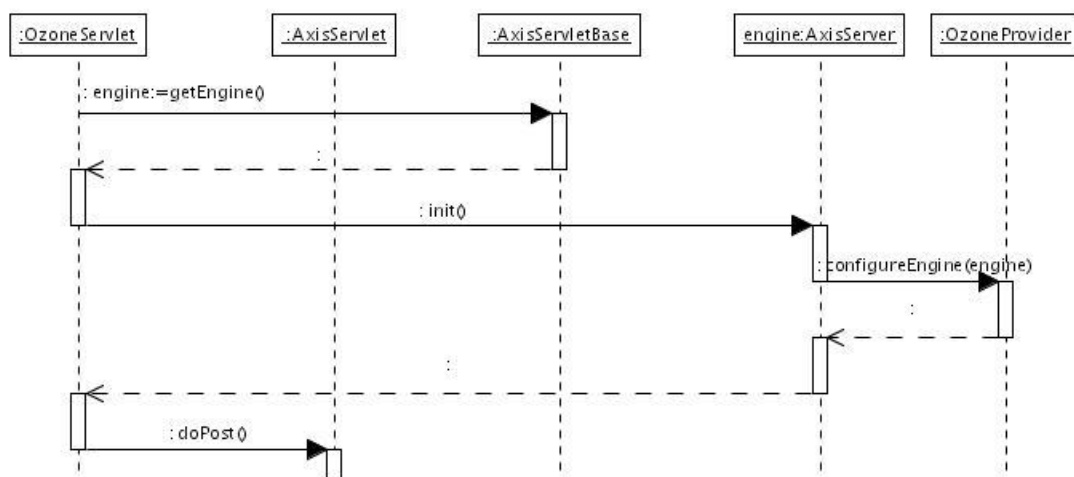 :OzoneServlet
:AxisServlet
:AxisServletBase
engine:AxisServer
:OzoneProvider
: engine:=getEngine()
:
: init()
: configureEngine(engine)
:
:
: doPost()